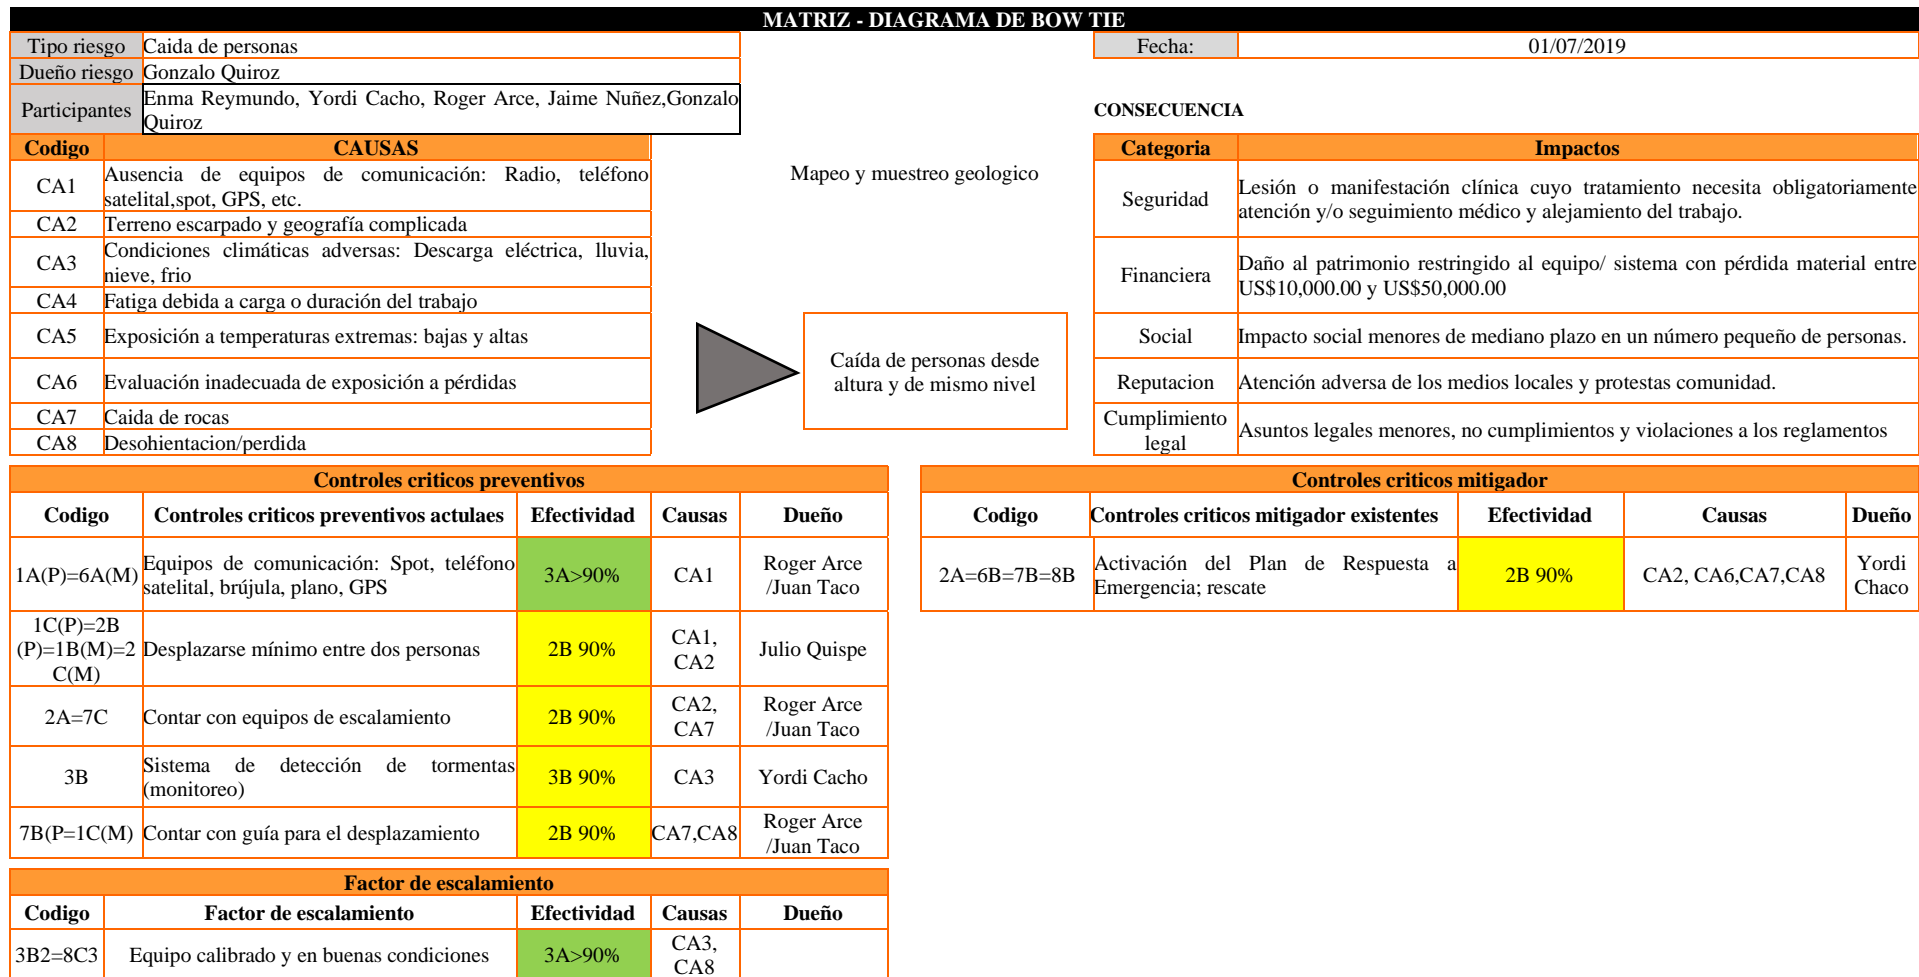 MATRIZ - DIAGRAMA DE BOW TIE
Tipo riesgo Caida de personas
Fecha: 01/07/2019
Dueño riesgo Gonzalo Quiroz
Participantes
Enma Reymundo, Yordi Cacho, Roger Arce, Jaime Nuñez,Gonzalo
Quiroz
CONSECUENCIA
Codigo CAUSAS
CA1
Ausencia de equipos de comunicación: Radio, teléfono
satelital,spot, GPS, etc.
CA2 Terreno escarpado y geografía complicada
CA3
Condiciones climáticas adversas: Descarga eléctrica, lluvia,
nieve, frio
CA4 Fatiga debida a carga o duración del trabajo
CA5 Exposición a temperaturas extremas: bajas y altas
CA6 Evaluación inadecuada de exposición a pérdidas
CA7 Caida de rocas
CA8 Desohientacion/perdida
Mapeo y muestreo geologico
Caída de personas desde
altura y de mismo nivel
Categoria Impactos
Seguridad
Lesión o manifestación clínica cuyo tratamiento necesita obligatoriamente
atención y/o seguimiento médico y alejamiento del trabajo.
Financiera
Daño al patrimonio restringido al equipo/ sistema con pérdida material entre
US$10,000.00 y US$50,000.00
Social Impacto social menores de mediano plazo en un número pequeño de personas.
Reputacion Atención adversa de los medios locales y protestas comunidad.
Cumplimiento
legal
Asuntos legales menores, no cumplimientos y violaciones a los reglamentos
Controles criticos preventivos
Codigo Controles criticos preventivos actulaes Efectividad Causas Dueño
1A(P)=6A(M)
Equipos de comunicación: Spot, teléfono
satelital, brújula, plano, GPS
3A>90% CA1
Roger Arce
/Juan Taco
1C(P)=2B
(P)=1B(M)=2
C(M)
Desplazarse mínimo entre dos personas
2B 90%
CA1,
CA2
Julio Quispe
2A=7C Contar con equipos de escalamiento 2B 90%
CA2,
CA7
Roger Arce
/Juan Taco
3B
Sistema de detección de tormentas
(monitoreo)
3B 90% CA3 Yordi Cacho
7B(P=1C(M) Contar con guía para el desplazamiento 2B 90% CA7,CA8
Roger Arce
/Juan Taco
Controles criticos mitigador
Codigo Controles criticos mitigador existentes Efectividad Causas Dueño
2A=6B=7B=8B
Activación del Plan de Respuesta a
Emergencia; rescate
2B 90% CA2, CA6,CA7,CA8
Yordi
Chaco
Factor de escalamiento
Codigo Factor de escalamiento Efectividad Causas Dueño
3B2=8C3 Equipo calibrado y en buenas condiciones 3A>90%
CA3,
CA8